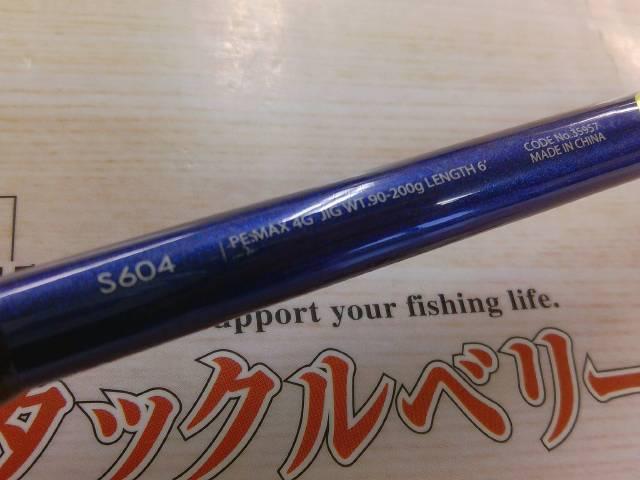 CODE No.35957
MADE IN CHINA
S604
PE:MAX 4G JIG WT.90-200g LENGTH 6'
support your fishing life.
タックルベリー